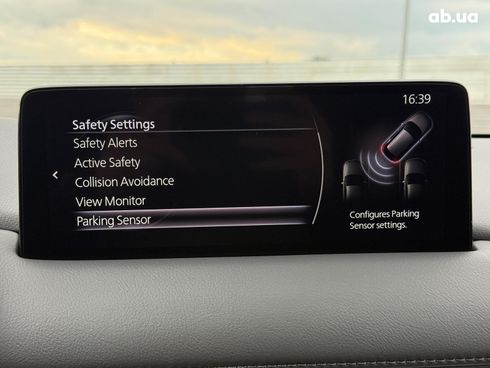 ab.ua
16:39
Safety Settings
Safety Alerts
Active Safety
Collision Avoidance
View Monitor
Parking Sensor
Configures Parking
Sensor settings.